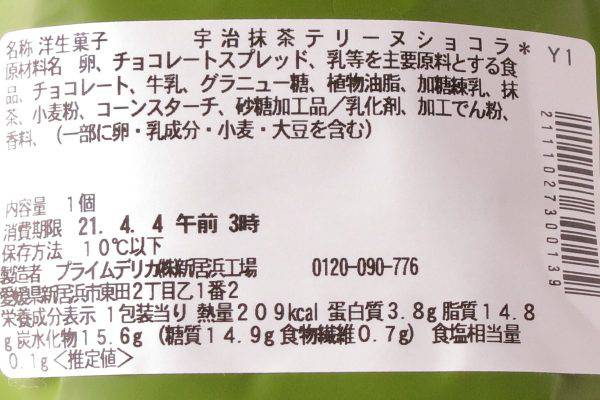 名称 洋生菓子 宇治抹茶テリーヌショコラ* Y1
原材料名 卵、チョコレートスプレッド、乳等を主要原料とする食
品、チョコレート、牛乳、グラニュー糖、植物油脂、加糖練乳、抹
茶、小麦粉、コーンスターチ、砂糖加工品/乳化剤、加工でん粉、
香料、(一部に卵・乳成分・小麦・大豆を含む)
内容量 1個
消費期限 21. 4. 4 午前 3時
保存方法 10℃以下
製造者 プライムデリカ㈱新居浜工場 0120-090-776
愛媛県新居浜市東田2丁目乙1番2
栄養成分表示 1包装当り 熱量209kcal 蛋白質3.8g 脂質14.8
g 炭水化物15.6g (糖質14.9g 食物繊維0.7g) 食塩相当量
0.1g<推定値>
2111027300139